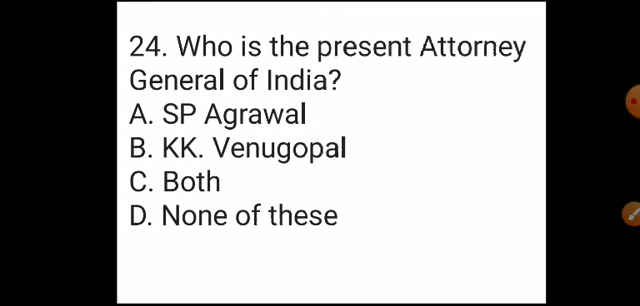 24. Who is the present Attorney
General of India?
A. SP Agrawal
B. KK. Venugopal
C. Both
D. None of these